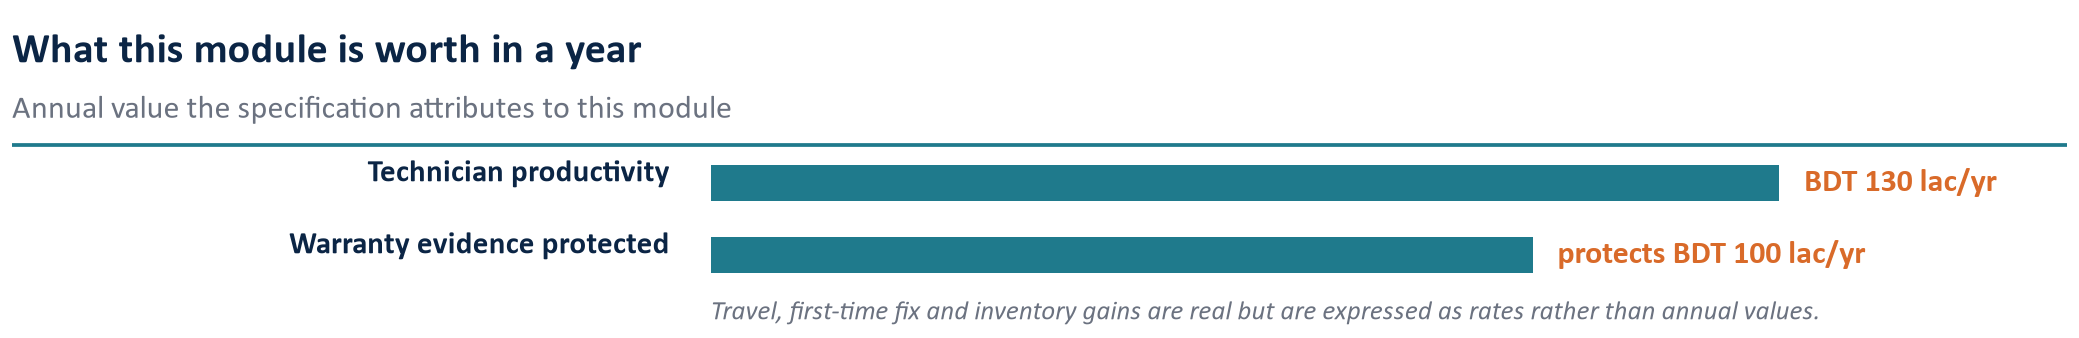 What this module is worth in a year
Annual value the specification attributes to this module
Technician productivity
BDT 130 lac/yr
Warranty evidence protected
protects BDT 100 lac/yr
Travel, first-time fix and inventory gains are real but are expressed as rates rather than annual values.